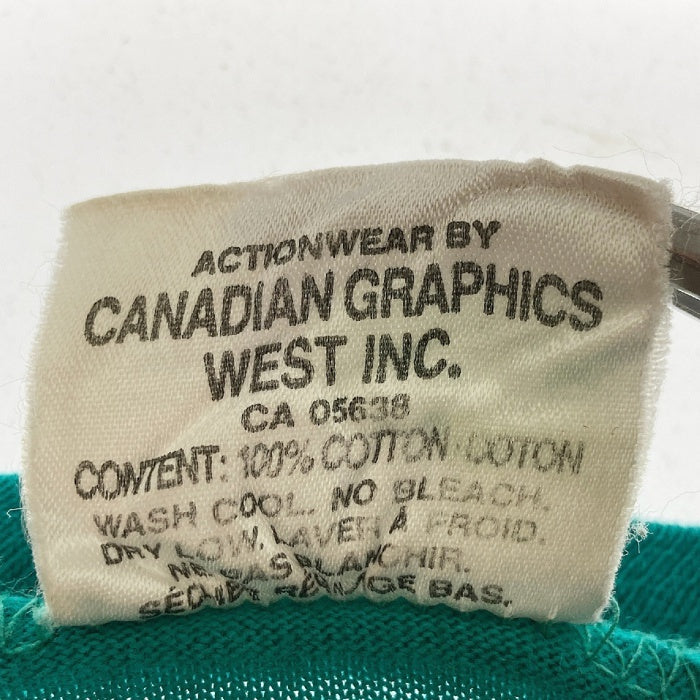 ACTIONWEAR BY
CANADIAN GRAPHICS
WEST INC.
CA 05638
CONTENT: 100% COTTON COTON
WASH COOL. NO BLEACH.
DRY LOW. LAVER À FROID.
NE PAS BLANCHIR.
BAS.